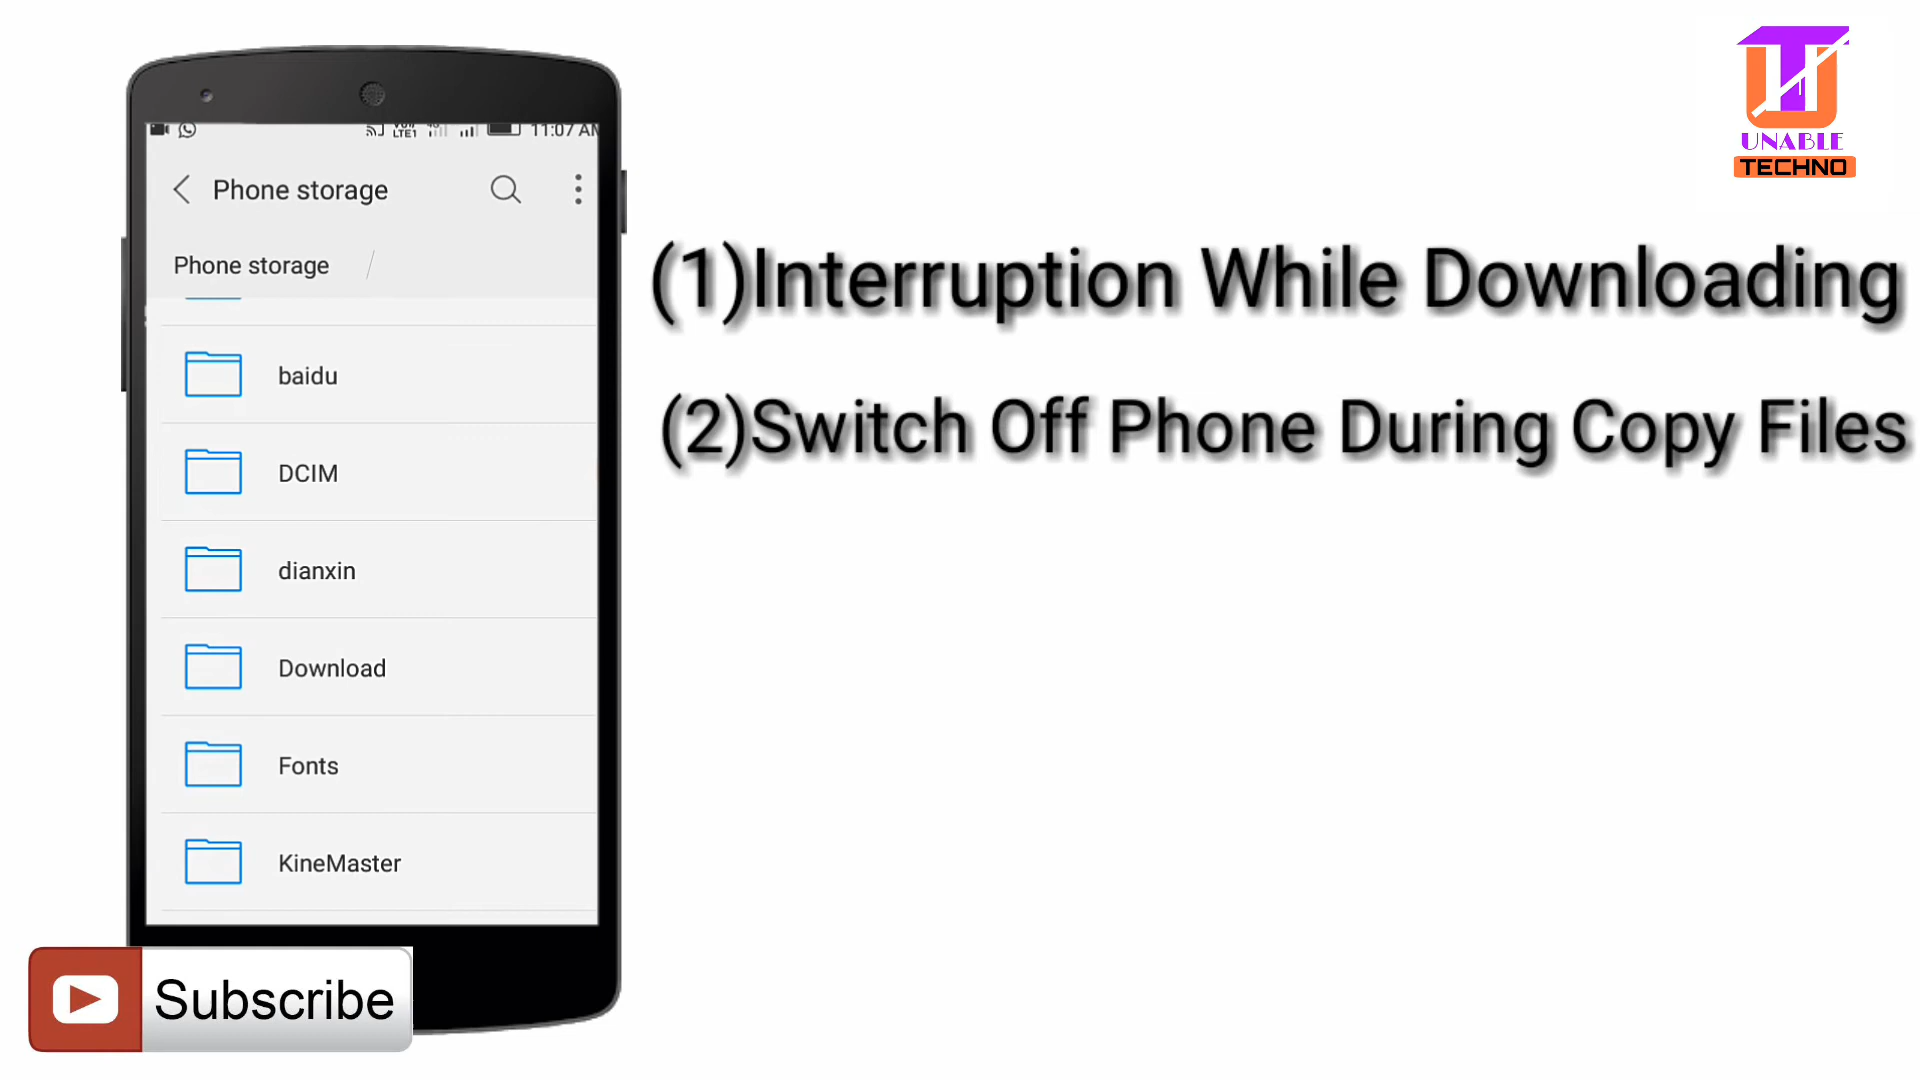 11:07 AM
Phone storage
Phone storage
baidu
DCIM
dianxin
Download
Fonts
KineMaster
Subscribe
UNABLE
TECHNO
(1)Interruption While Downloading
(2)Switch Off Phone During Copy Files